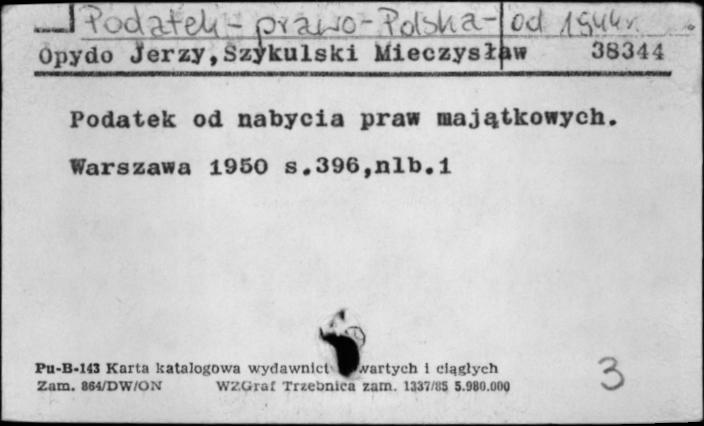 Podatek - prawo - Polska - od 1944 r.
Opydo Jerzy,Szykulski Mieczysław 38344
Podatek od nabycia praw majątkowych.
Warszawa 1950 s.396,nlb.1
Pu-B-143 Karta katalogowa wydawnict wartych i ciągłych
Zam. 864/DW/ON WZGraf Trzebnica zam. 1337/85 5.980.000
3